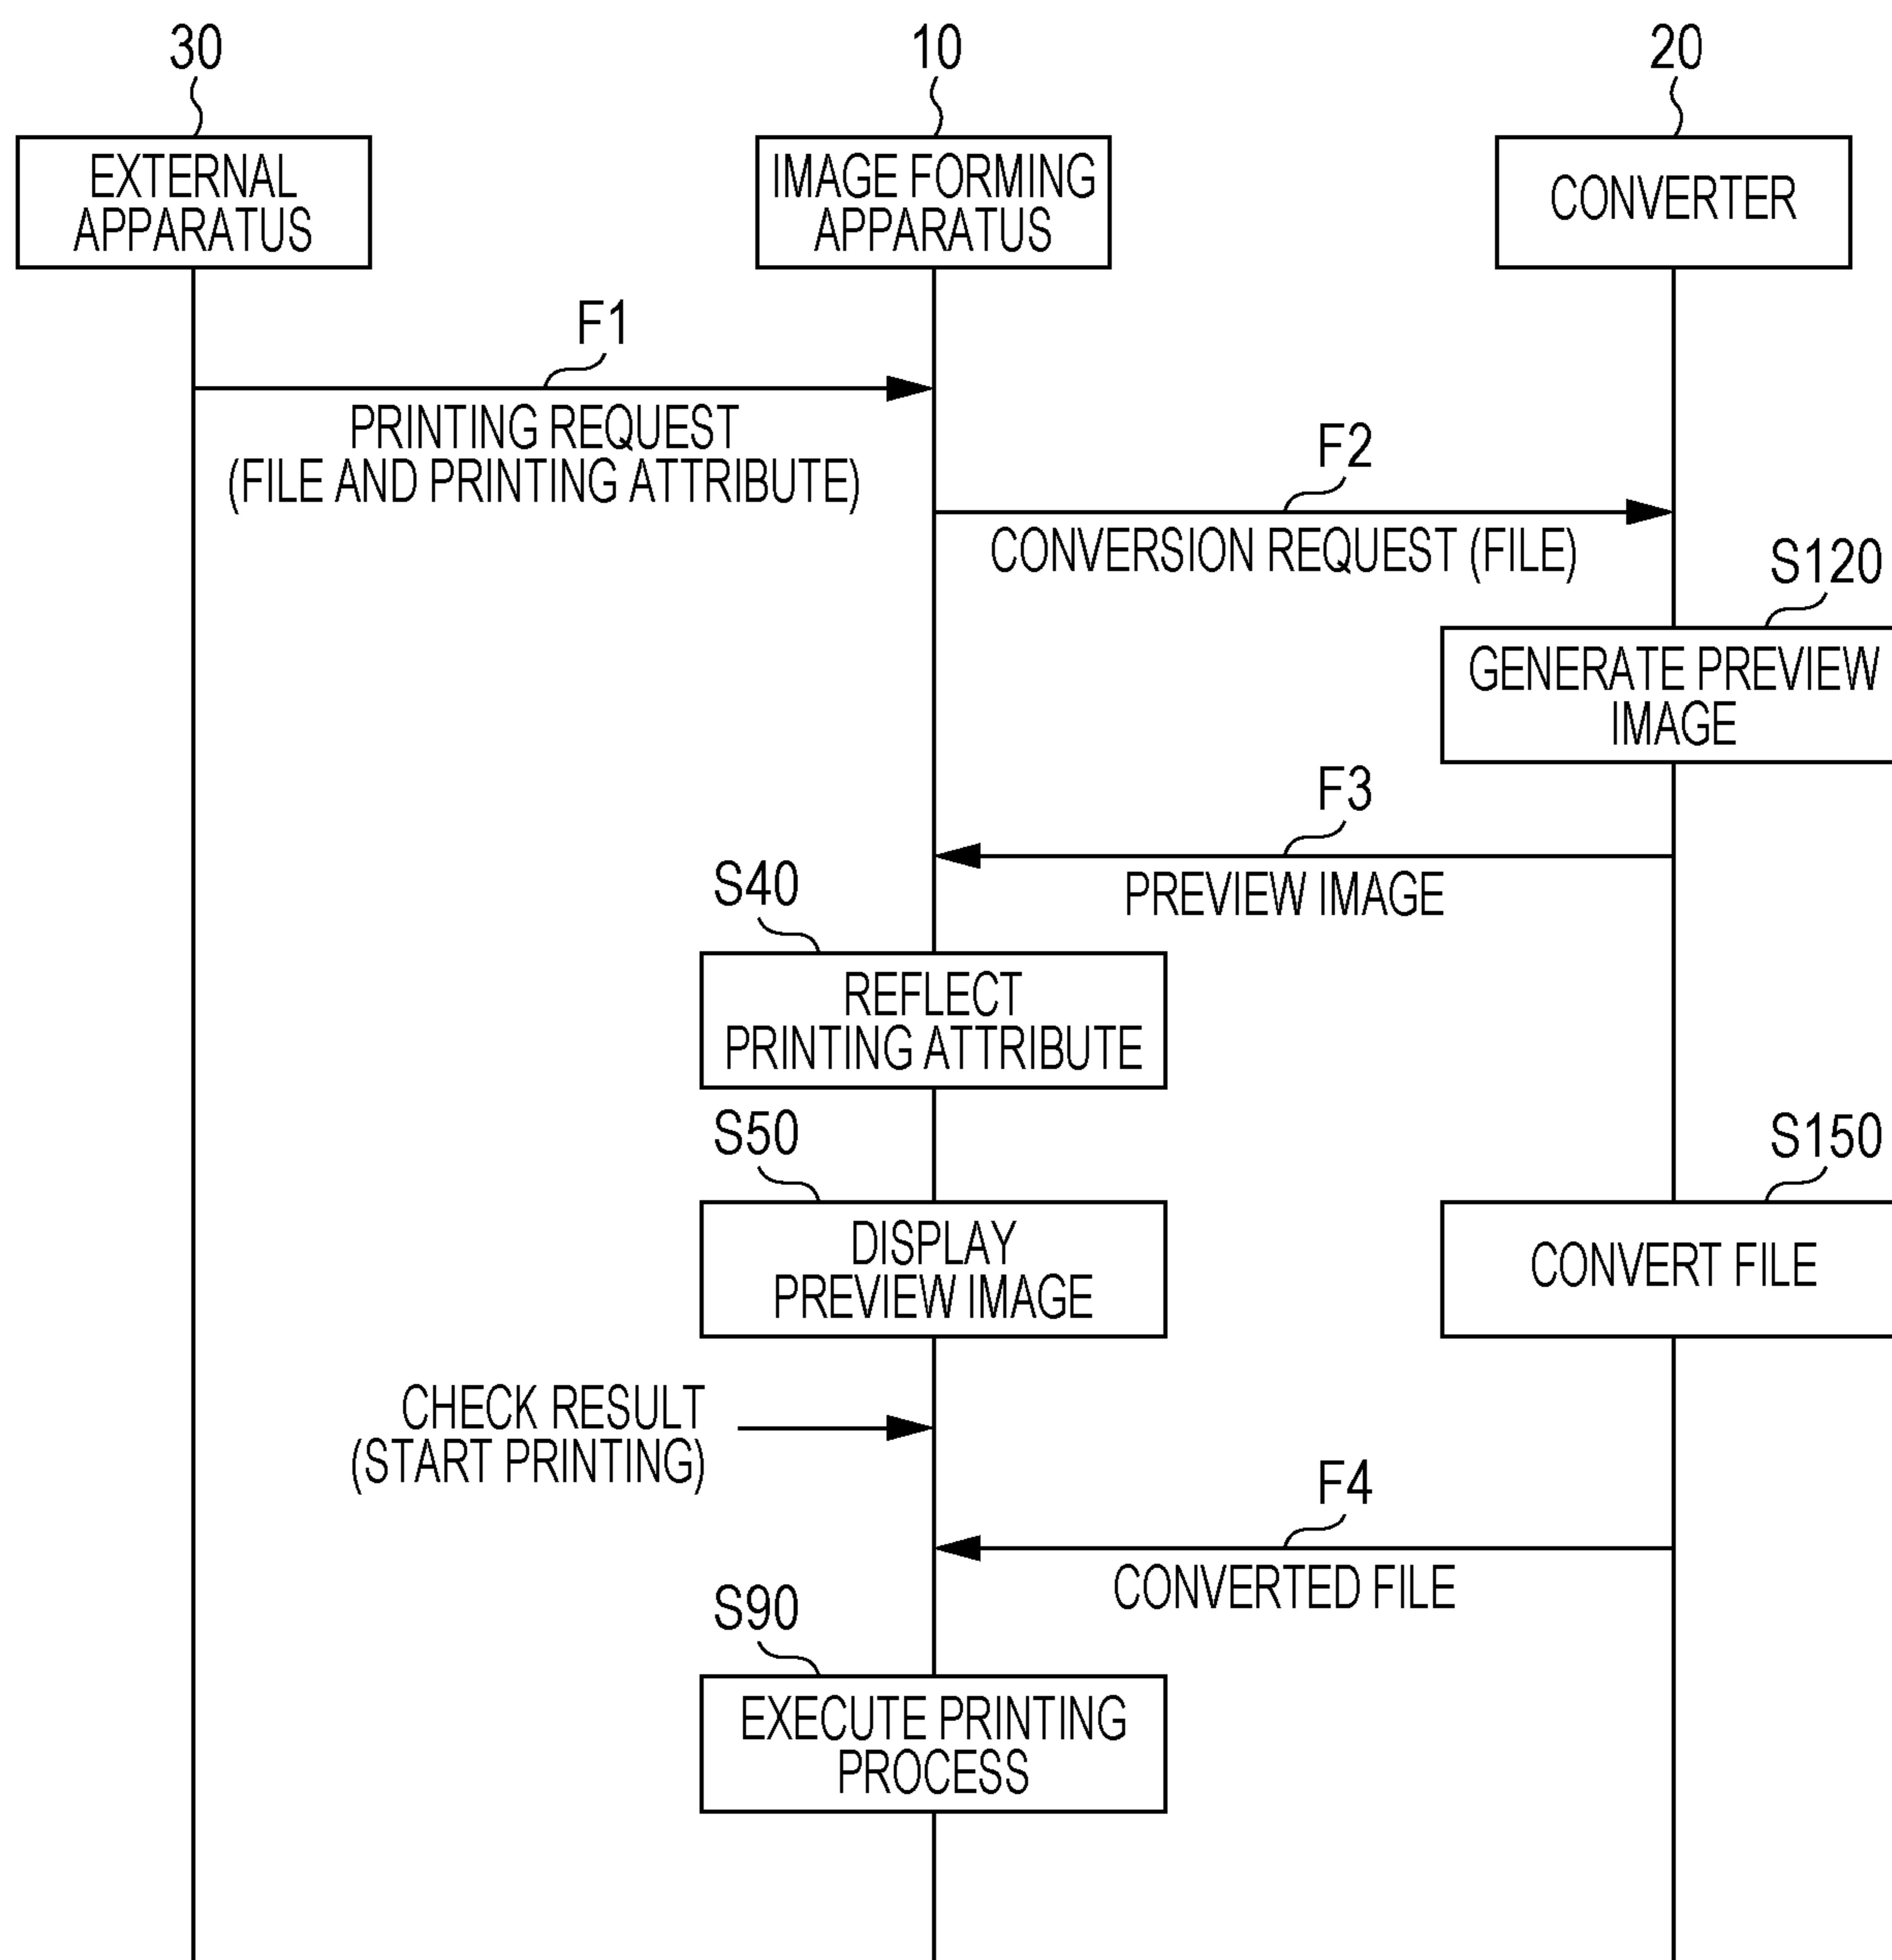 30
10
20
EXTERNAL
APPARATUS
IMAGE FORMING
APPARATUS
CONVERTER
F1
PRINTING REQUEST
(FILE AND PRINTING ATTRIBUTE)
F2
CONVERSION REQUEST (FILE)
S120
GENERATE PREVIEW
IMAGE
F3
PREVIEW IMAGE
S40
REFLECT
PRINTING ATTRIBUTE
S50
DISPLAY
PREVIEW IMAGE
S150
CONVERT FILE
CHECK RESULT
(START PRINTING)
F4
CONVERTED FILE
S90
EXECUTE PRINTING
PROCESS